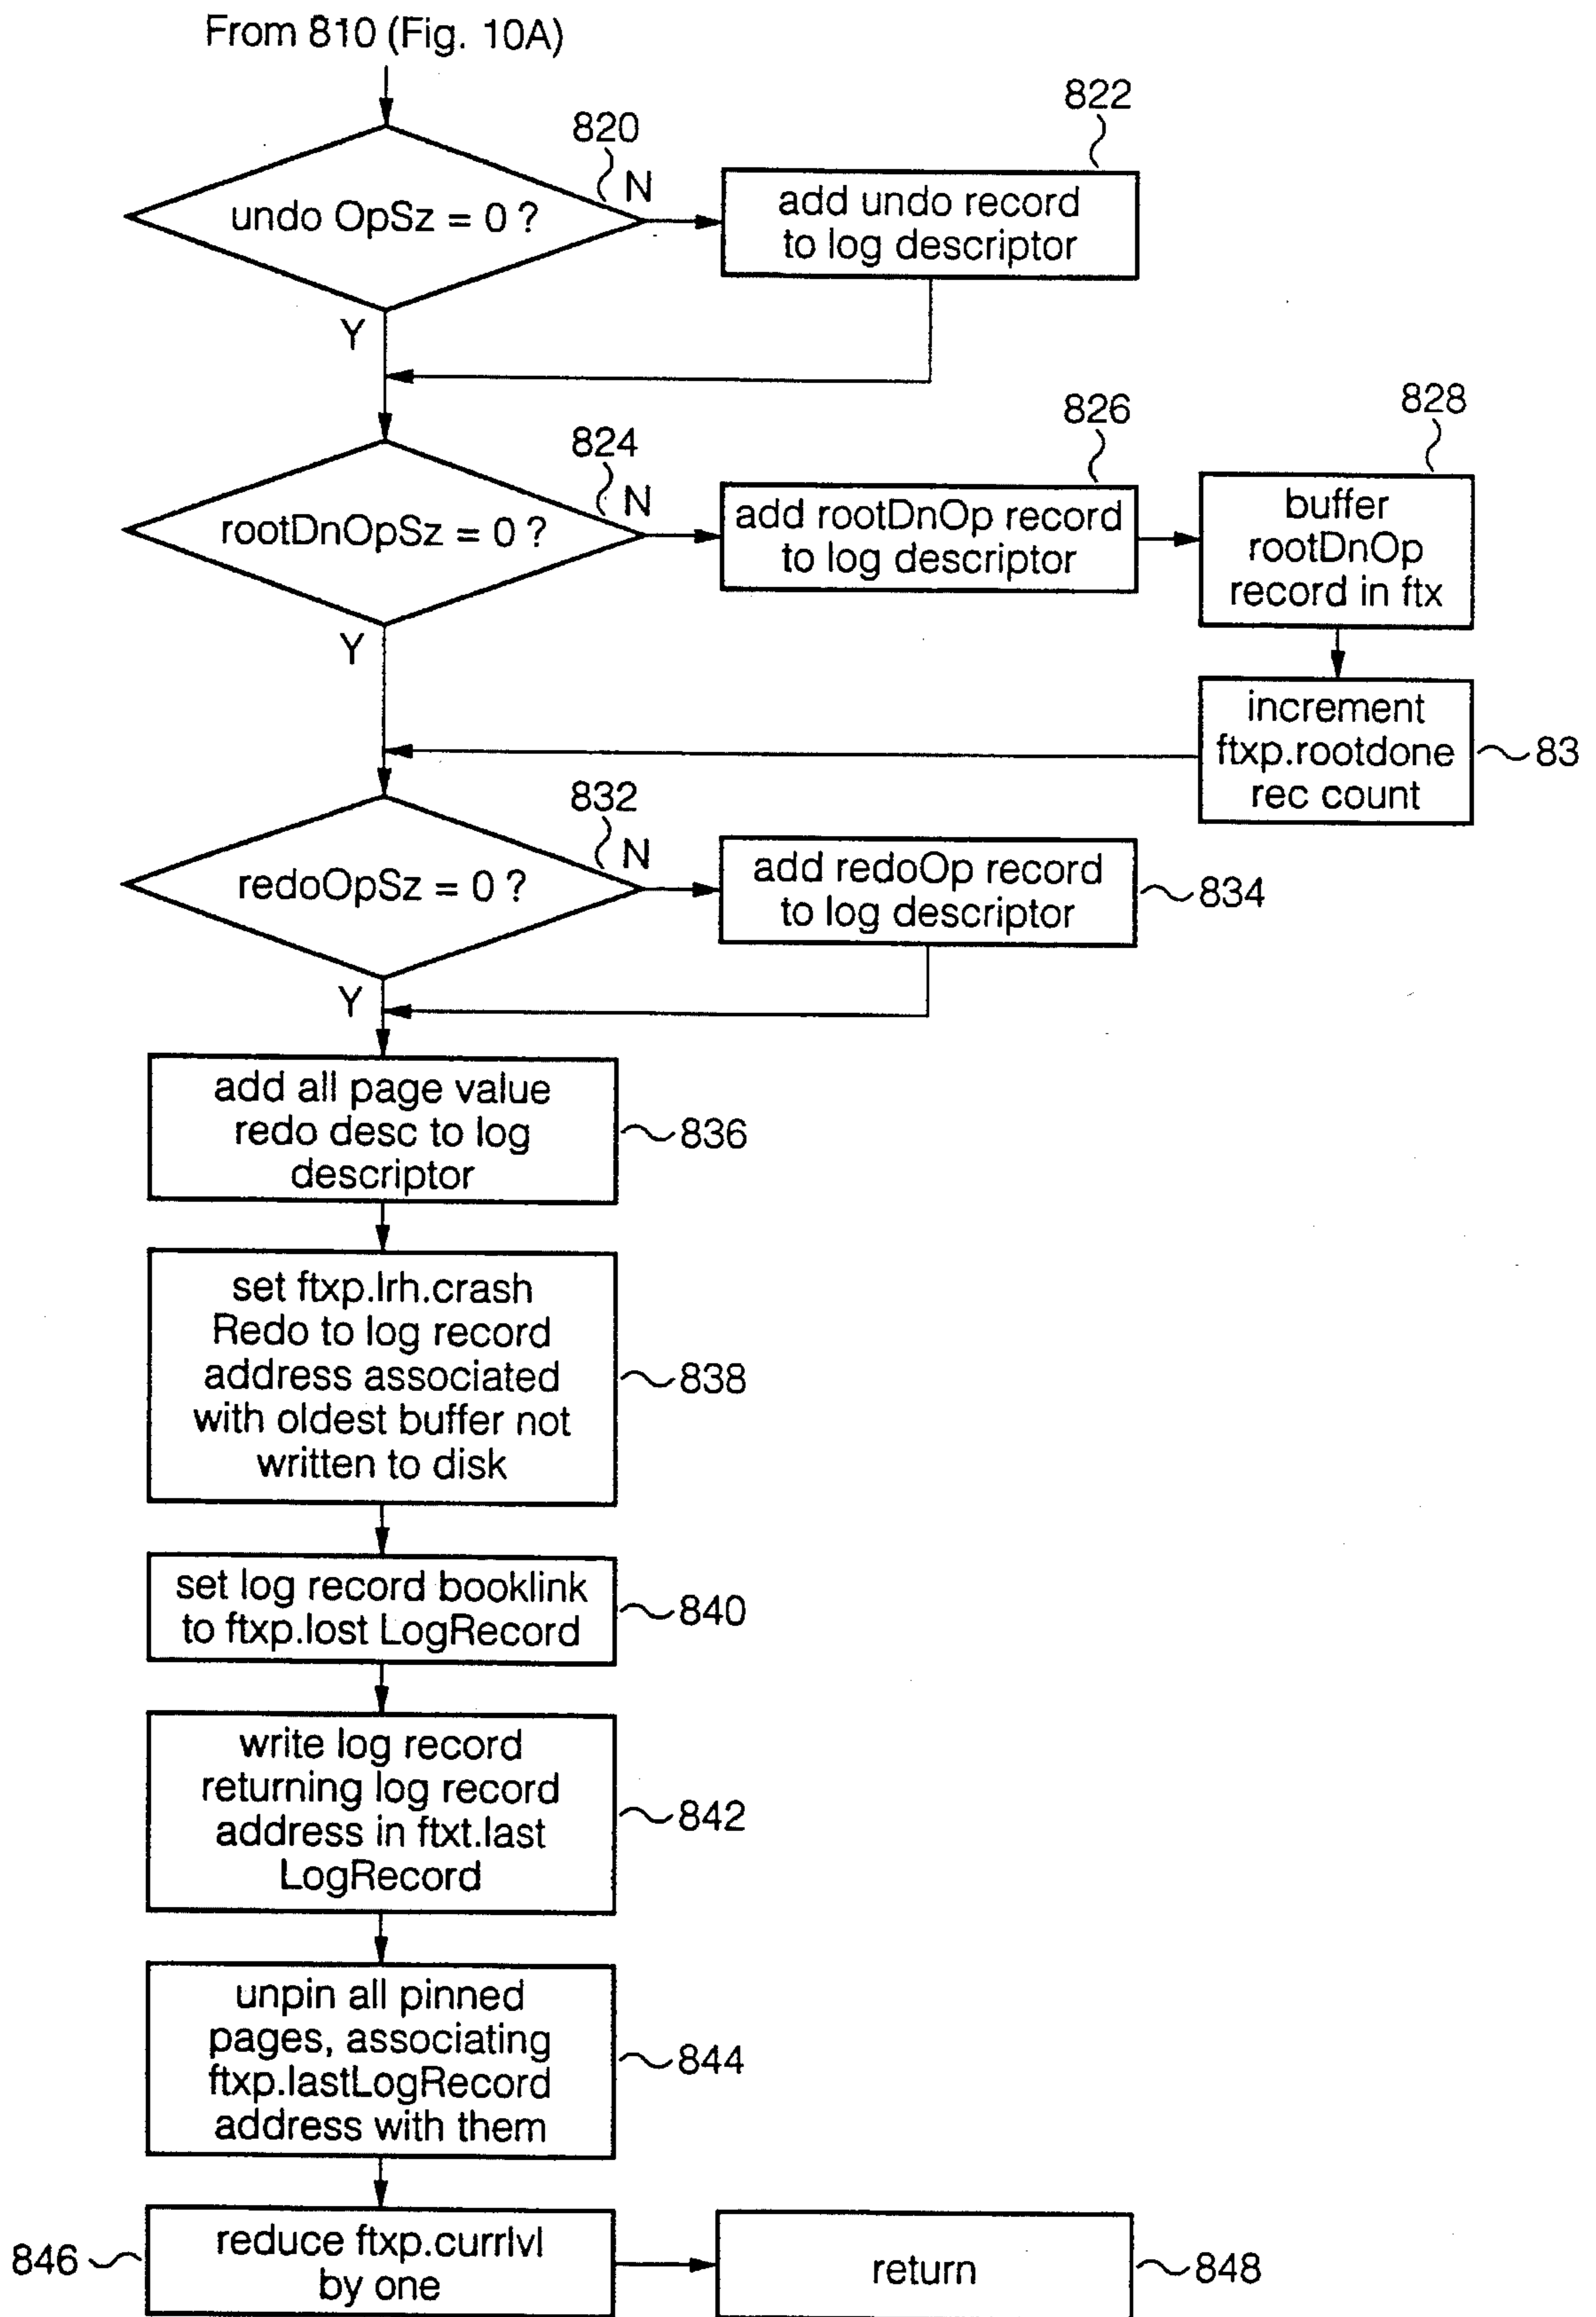 From 810 (Fig. 10A)
822
820
N
undo OpSz = 0 ?
add undo record
to log descriptor
Y
828
826
824
N
rootDnOpSz = 0 ?
add rootDnOp record
to log descriptor
buffer
rootDnOp
record in ftx
Y
increment
ftxp.rootdone
rec count
83
832
N
redoOpSz = 0 ?
add redoOp record
to log descriptor
834
Y
add all page value
redo desc to log
descriptor
836
set ftxp.lrh.crash
Redo to log record
address associated
with oldest buffer not
written to disk
838
set log record booklink
to ftxp.lost LogRecord
840
write log record
returning log record
address in ftxt.last
LogRecord
842
unpin all pinned
pages, associating
ftxp.lastLogRecord
address with them
844
846
reduce ftxp.currlvl
by one
return
848